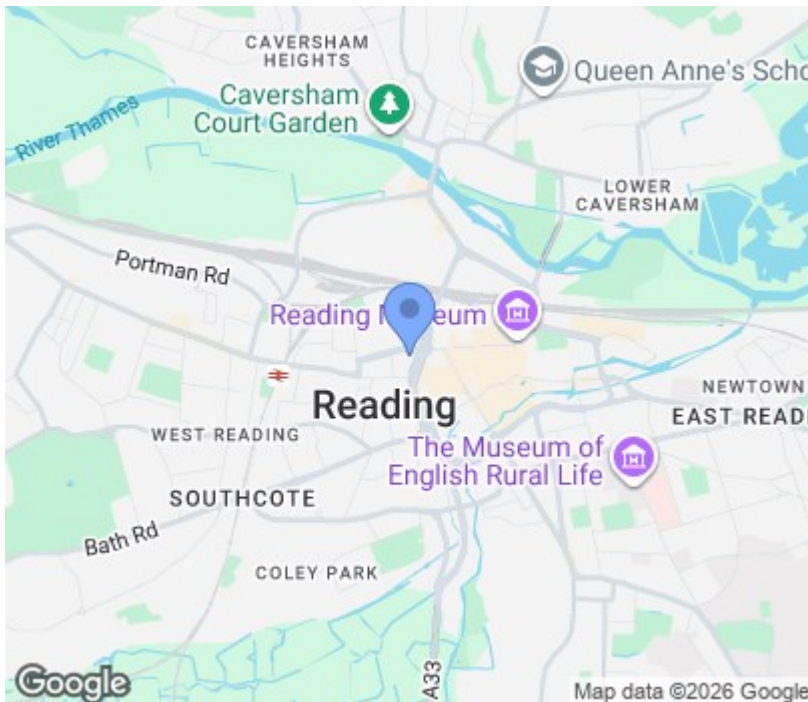 CAVERSHAM
HEIGHTS
Queen Anne's Scho
Caversham
Court Garden
River Thames
LOWER
CAVERSHAM
Portman Rd
Reading M eum
Reading
NEWTOWN
EAST READI
WEST READING
The Museum of
English Rural Life
SOUTHCOTE
Bath Rd
COLEY PARK
A33
Google
Map data ©2026 Google